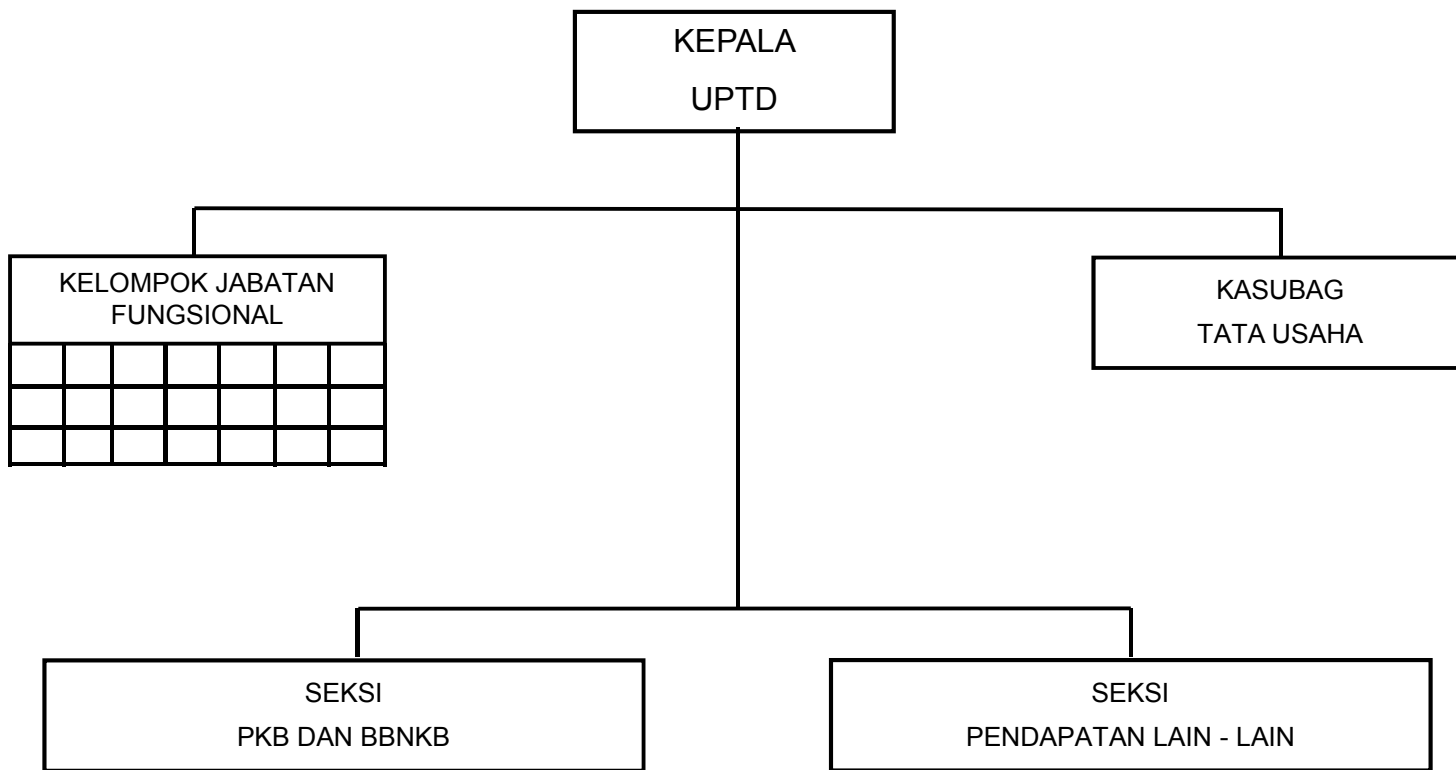 KEPALA
UPTD
KELOMPOK JABATAN
FUNGSIONAL
KASUBAG
TATA USAHA
SEKSI
PKB DAN BBNKB
SEKSI
PENDAPATAN LAIN - LAIN